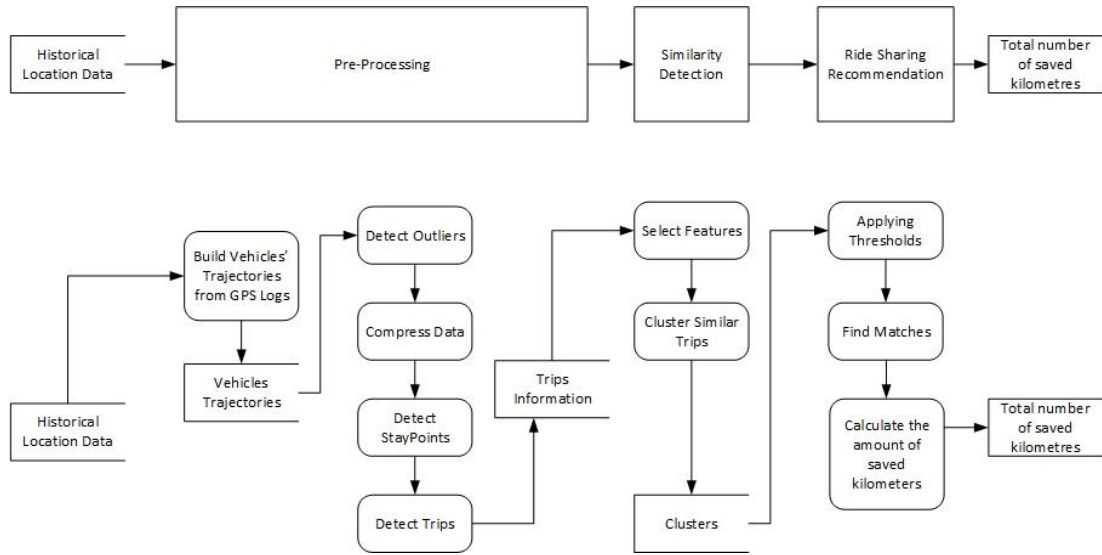 Historical
Location Data
Pre-Processing
Similarity
Detection
Ride Sharing
Recommendation
Total number
of saved
kilometres
Build Vehicles'
Trajectories
from GPS Logs
Vehicles
Trajectories
Historical
Location Data
Detect Outliers
Compress Data
Detect
StayPoints
Detect Trips
Trips
Information
Select Features
Cluster Similar
Trips
Clusters
Applying
Thresholds
Find Matches
Calculate the
amount of
saved
kilometers
Total number
of saved
kilometres